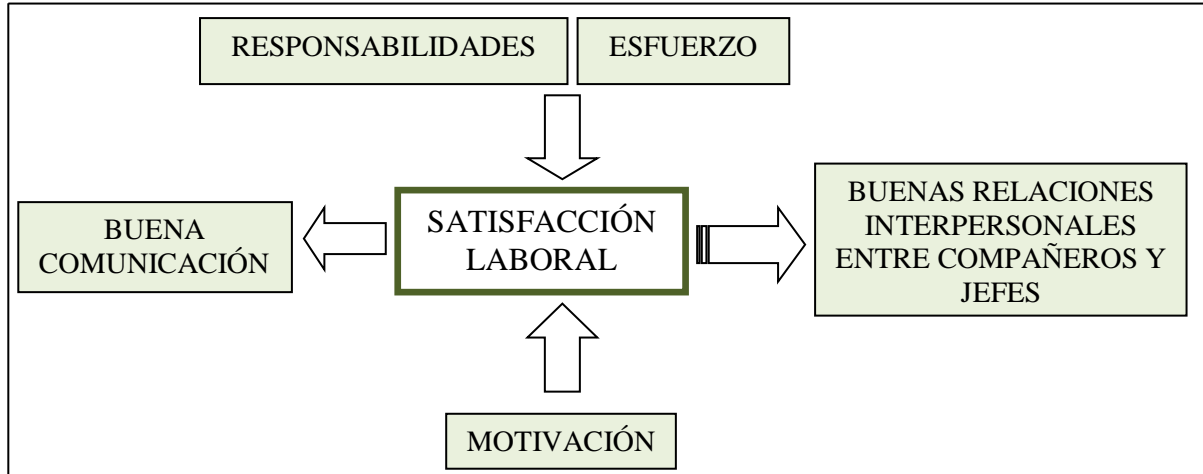 RESPONSABILIDADES
ESFUERZO
BUENA
COMUNICACIÓN
SATISFACCIÓN
LABORAL
BUENAS RELACIONES
INTERPERSONALES
ENTRE COMPAÑEROS Y
JEFES
MOTIVACIÓN